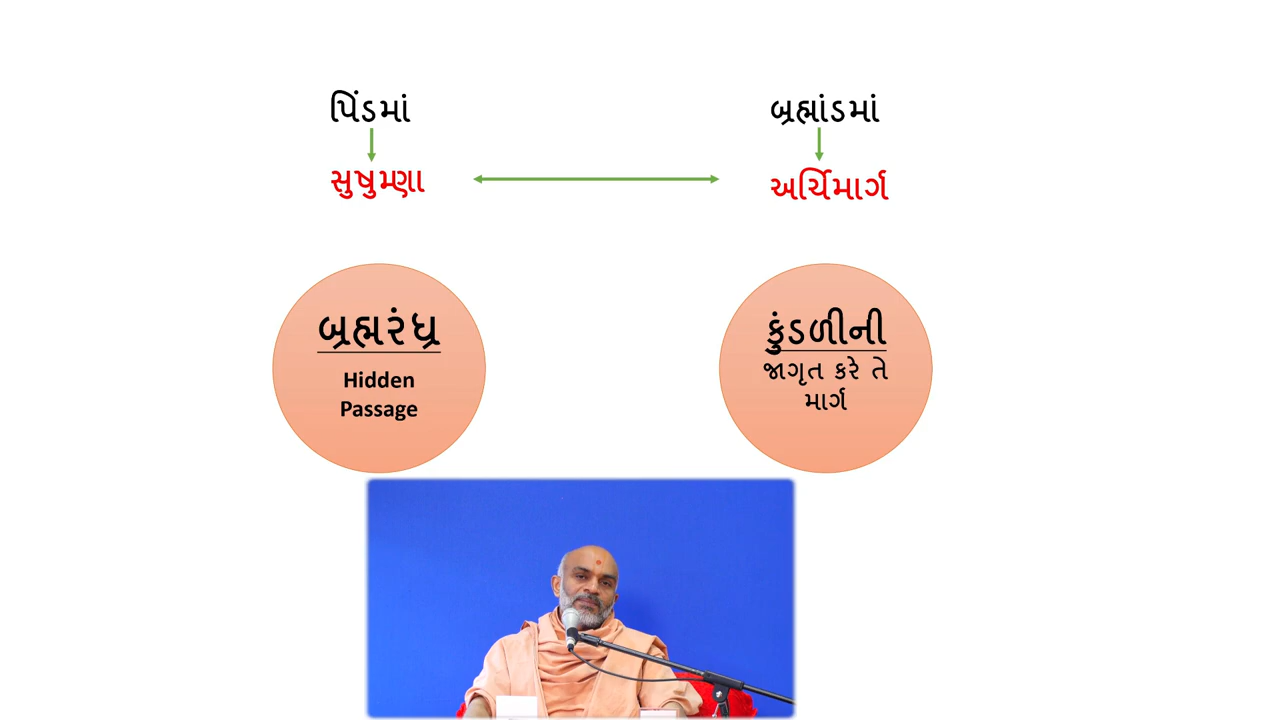 પિંડમાં
બ્રહ્માંડમાં
સુષુમ્ણા
અર્ચિમાર્ગ
બ્રહ્મરંધ્ર
Hidden
Passage
કુંડળીની
જાગૃત કરે તે
માર્ગ